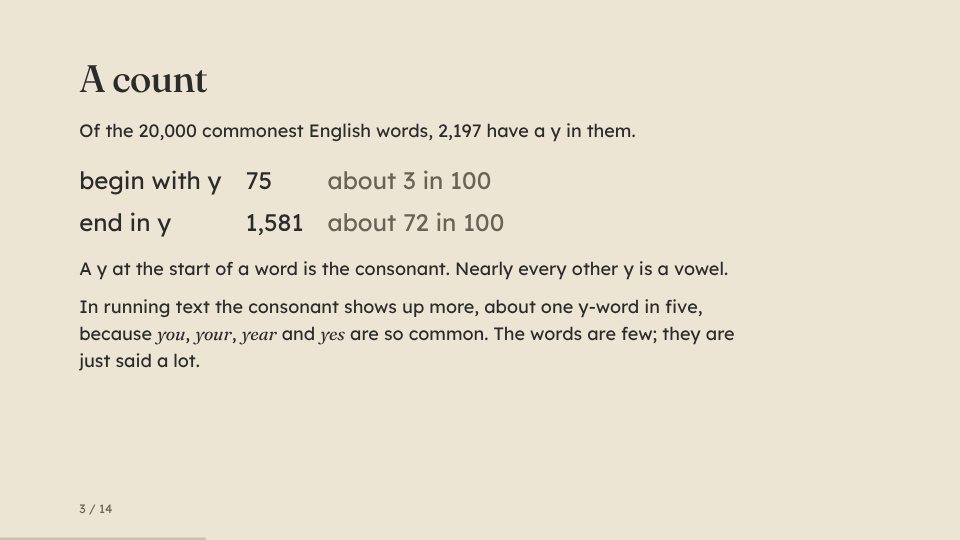 A count
Of the 20,000 commonest English words, 2,197 have a y in them.
begin with y 75 about 3 in 100
end in y 1,581 about 72 in 100
A y at the start of a word is the consonant. Nearly every other y is a vowel.
In running text the consonant shows up more, about one y-word in five,
because you, your, year and yes are so common. The words are few; they are
just said a lot.
3 / 14